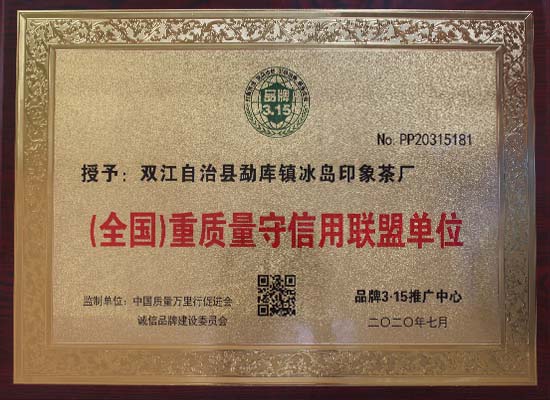 品牌
3.15
No. PP20315181
授予：双江自治县勐库镇冰岛印象茶厂
(全国)重质量守信用联盟单位
监制单位：中国质量万里行促进会
诚信品牌建设委员会
品牌3·15推广中心
二〇二〇年七月